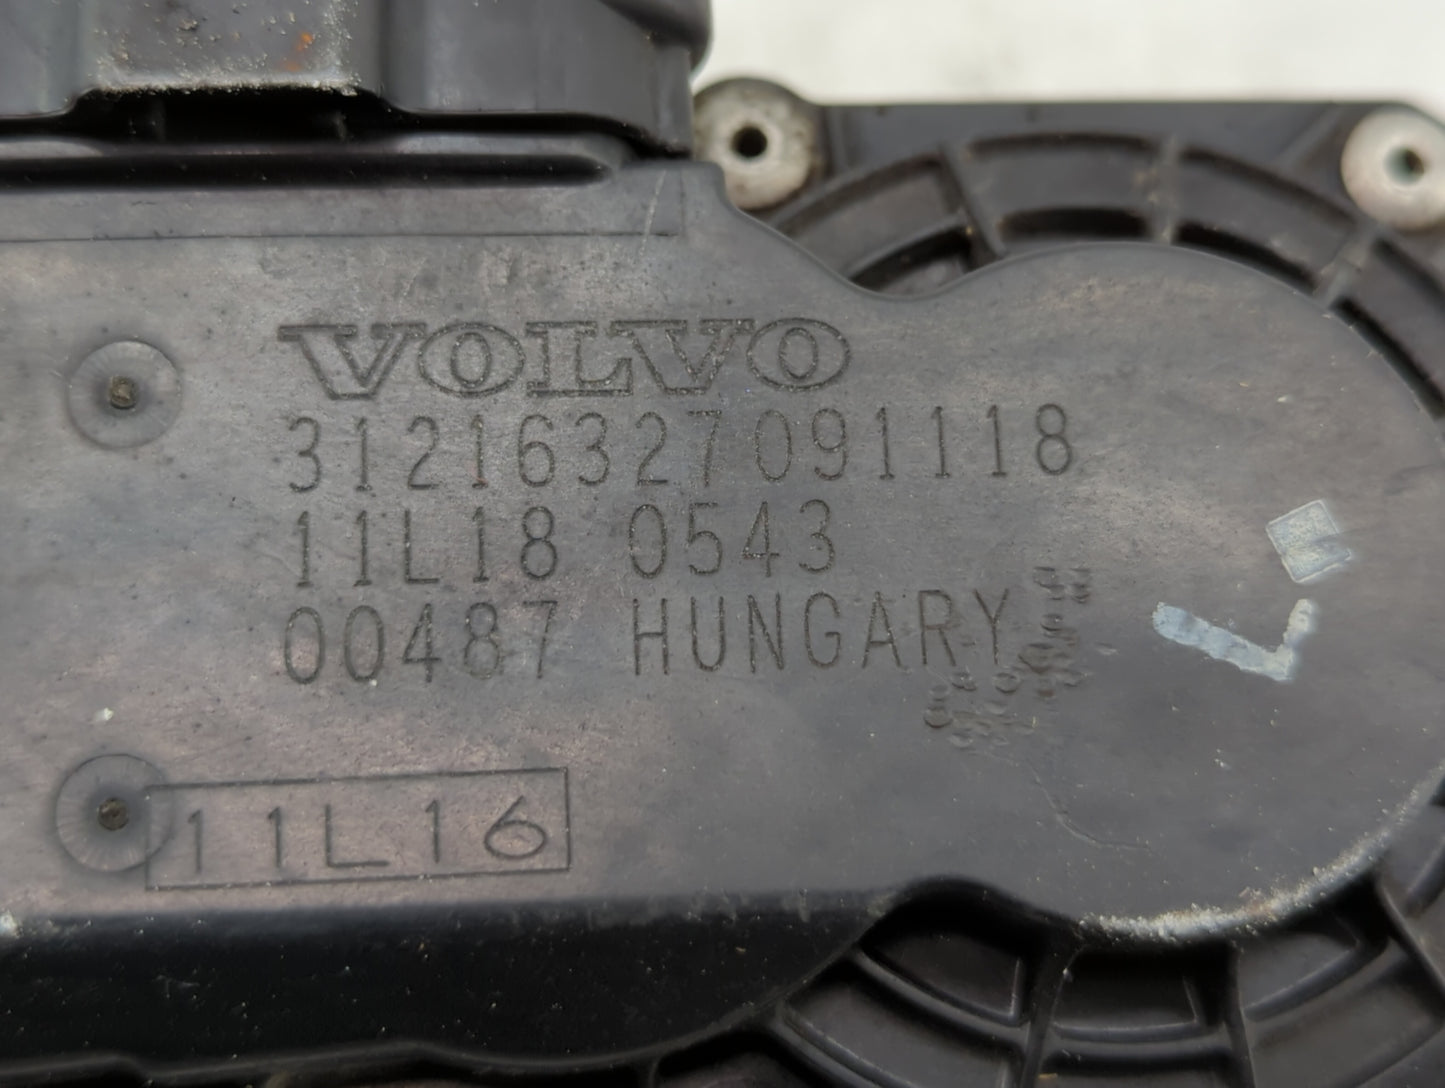 VOLVO
31216327091118
11L18 0543
00487 HUNGARY
11L16